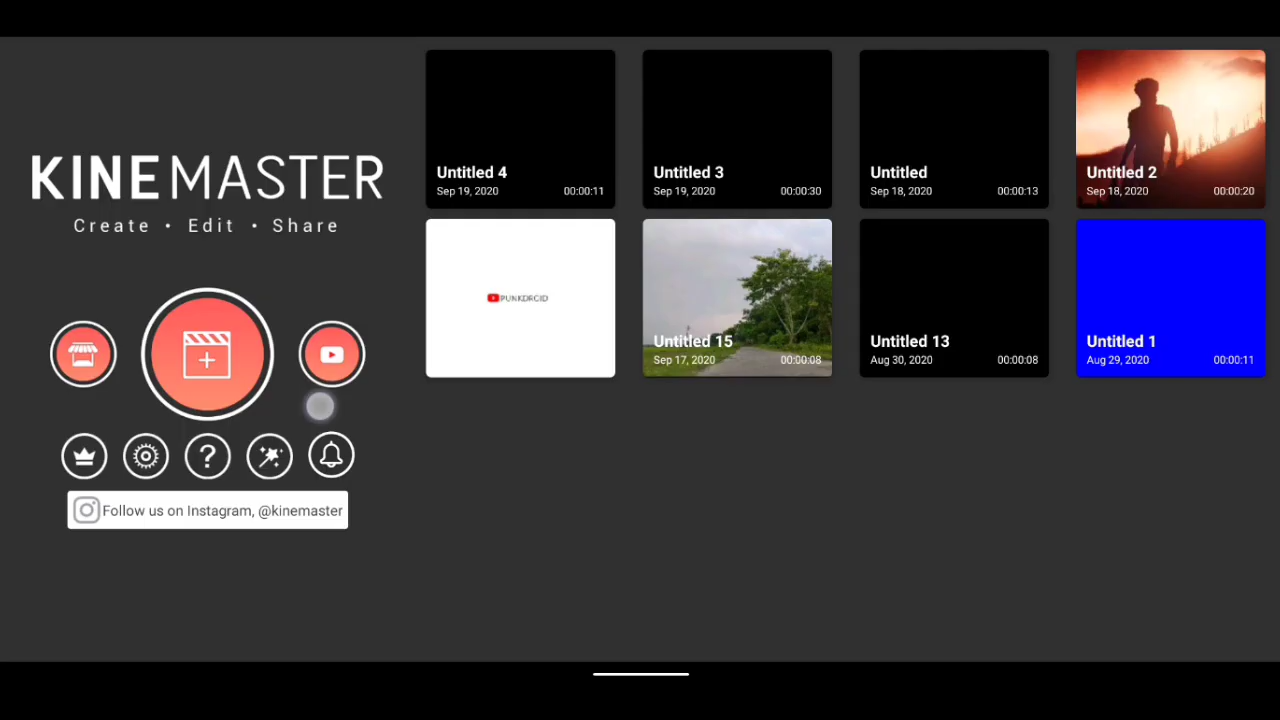 KINEMASTER
Create • Edit • Share
?
Follow us on Instagram, @kinemaster
Untitled 4
Sep 19, 2020 00:00:11
Untitled 3
Sep 19, 2020 00:00:30
Untitled
Sep 18, 2020 00:00:13
Untitled 2
Sep 18, 2020 00:00:20
PUNKDROID
Untitled 15
Sep 17, 2020 00:00:08
Untitled 13
Aug 30, 2020 00:00:08
Untitled 1
Aug 29, 2020 00:00:11